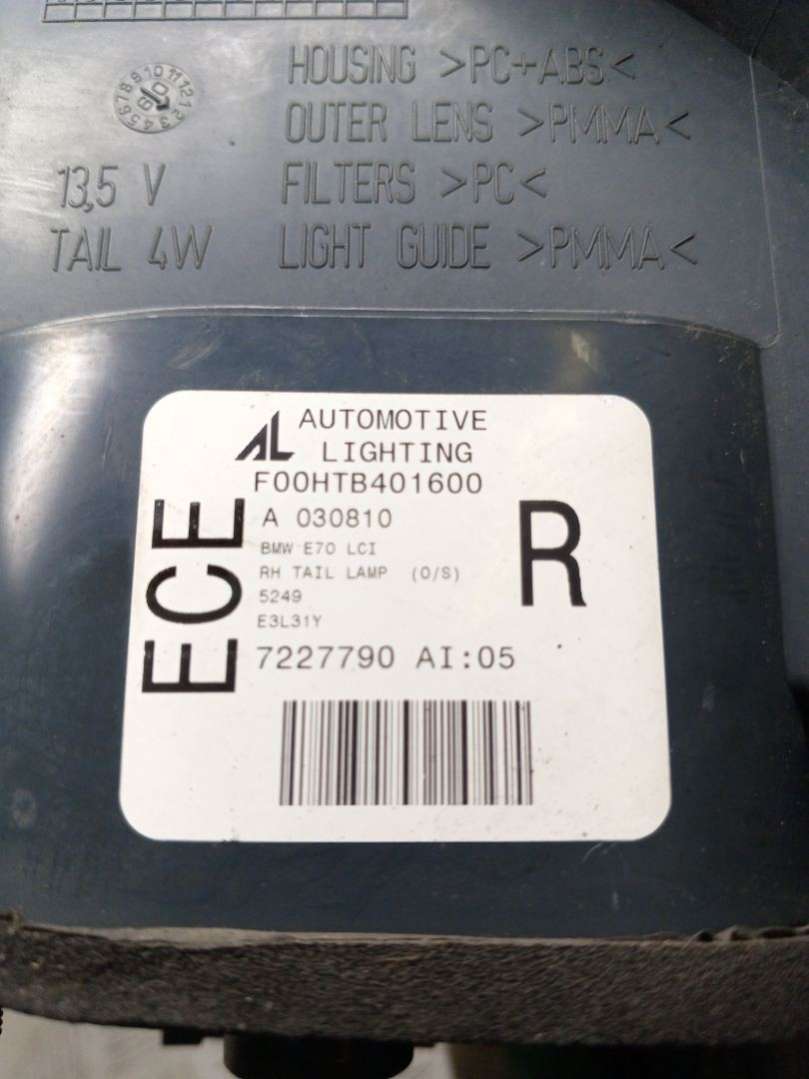 HOUSING >PC+ABS<
OUTER LENS >PMMA<
13,5 V FILTERS >PC<
TAIL 4W LIGHT GUIDE >PMMA<
AL AUTOMOTIVE
LIGHTING
F00HTB401600
A 030810
BMW E70 LCI
RH TAIL LAMP (O/S)
5249
E3L31Y
7227790 AI:05
ECE
R